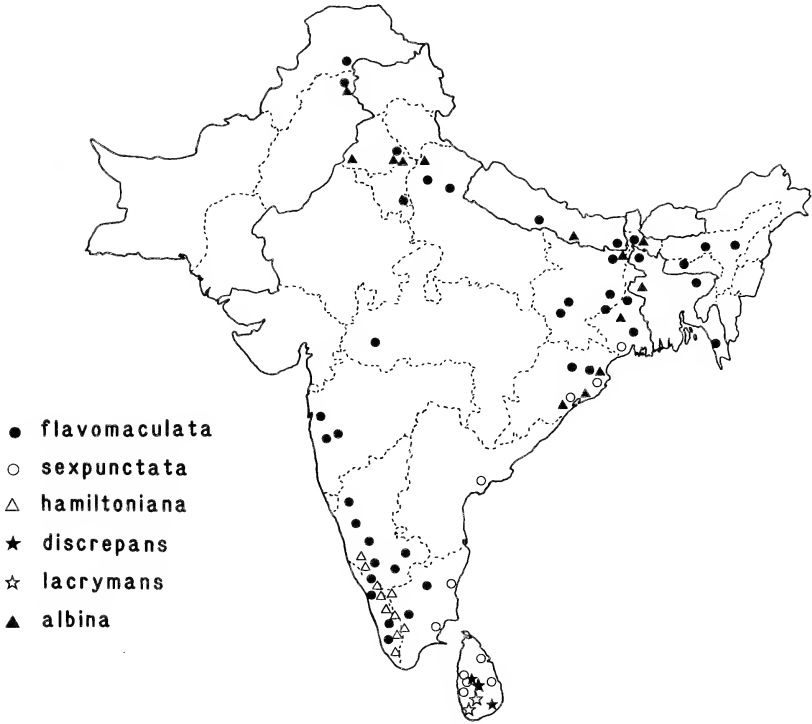 flavomaculata
sexpunctata
hamiltoniana
discrepans
lacrymans
albina